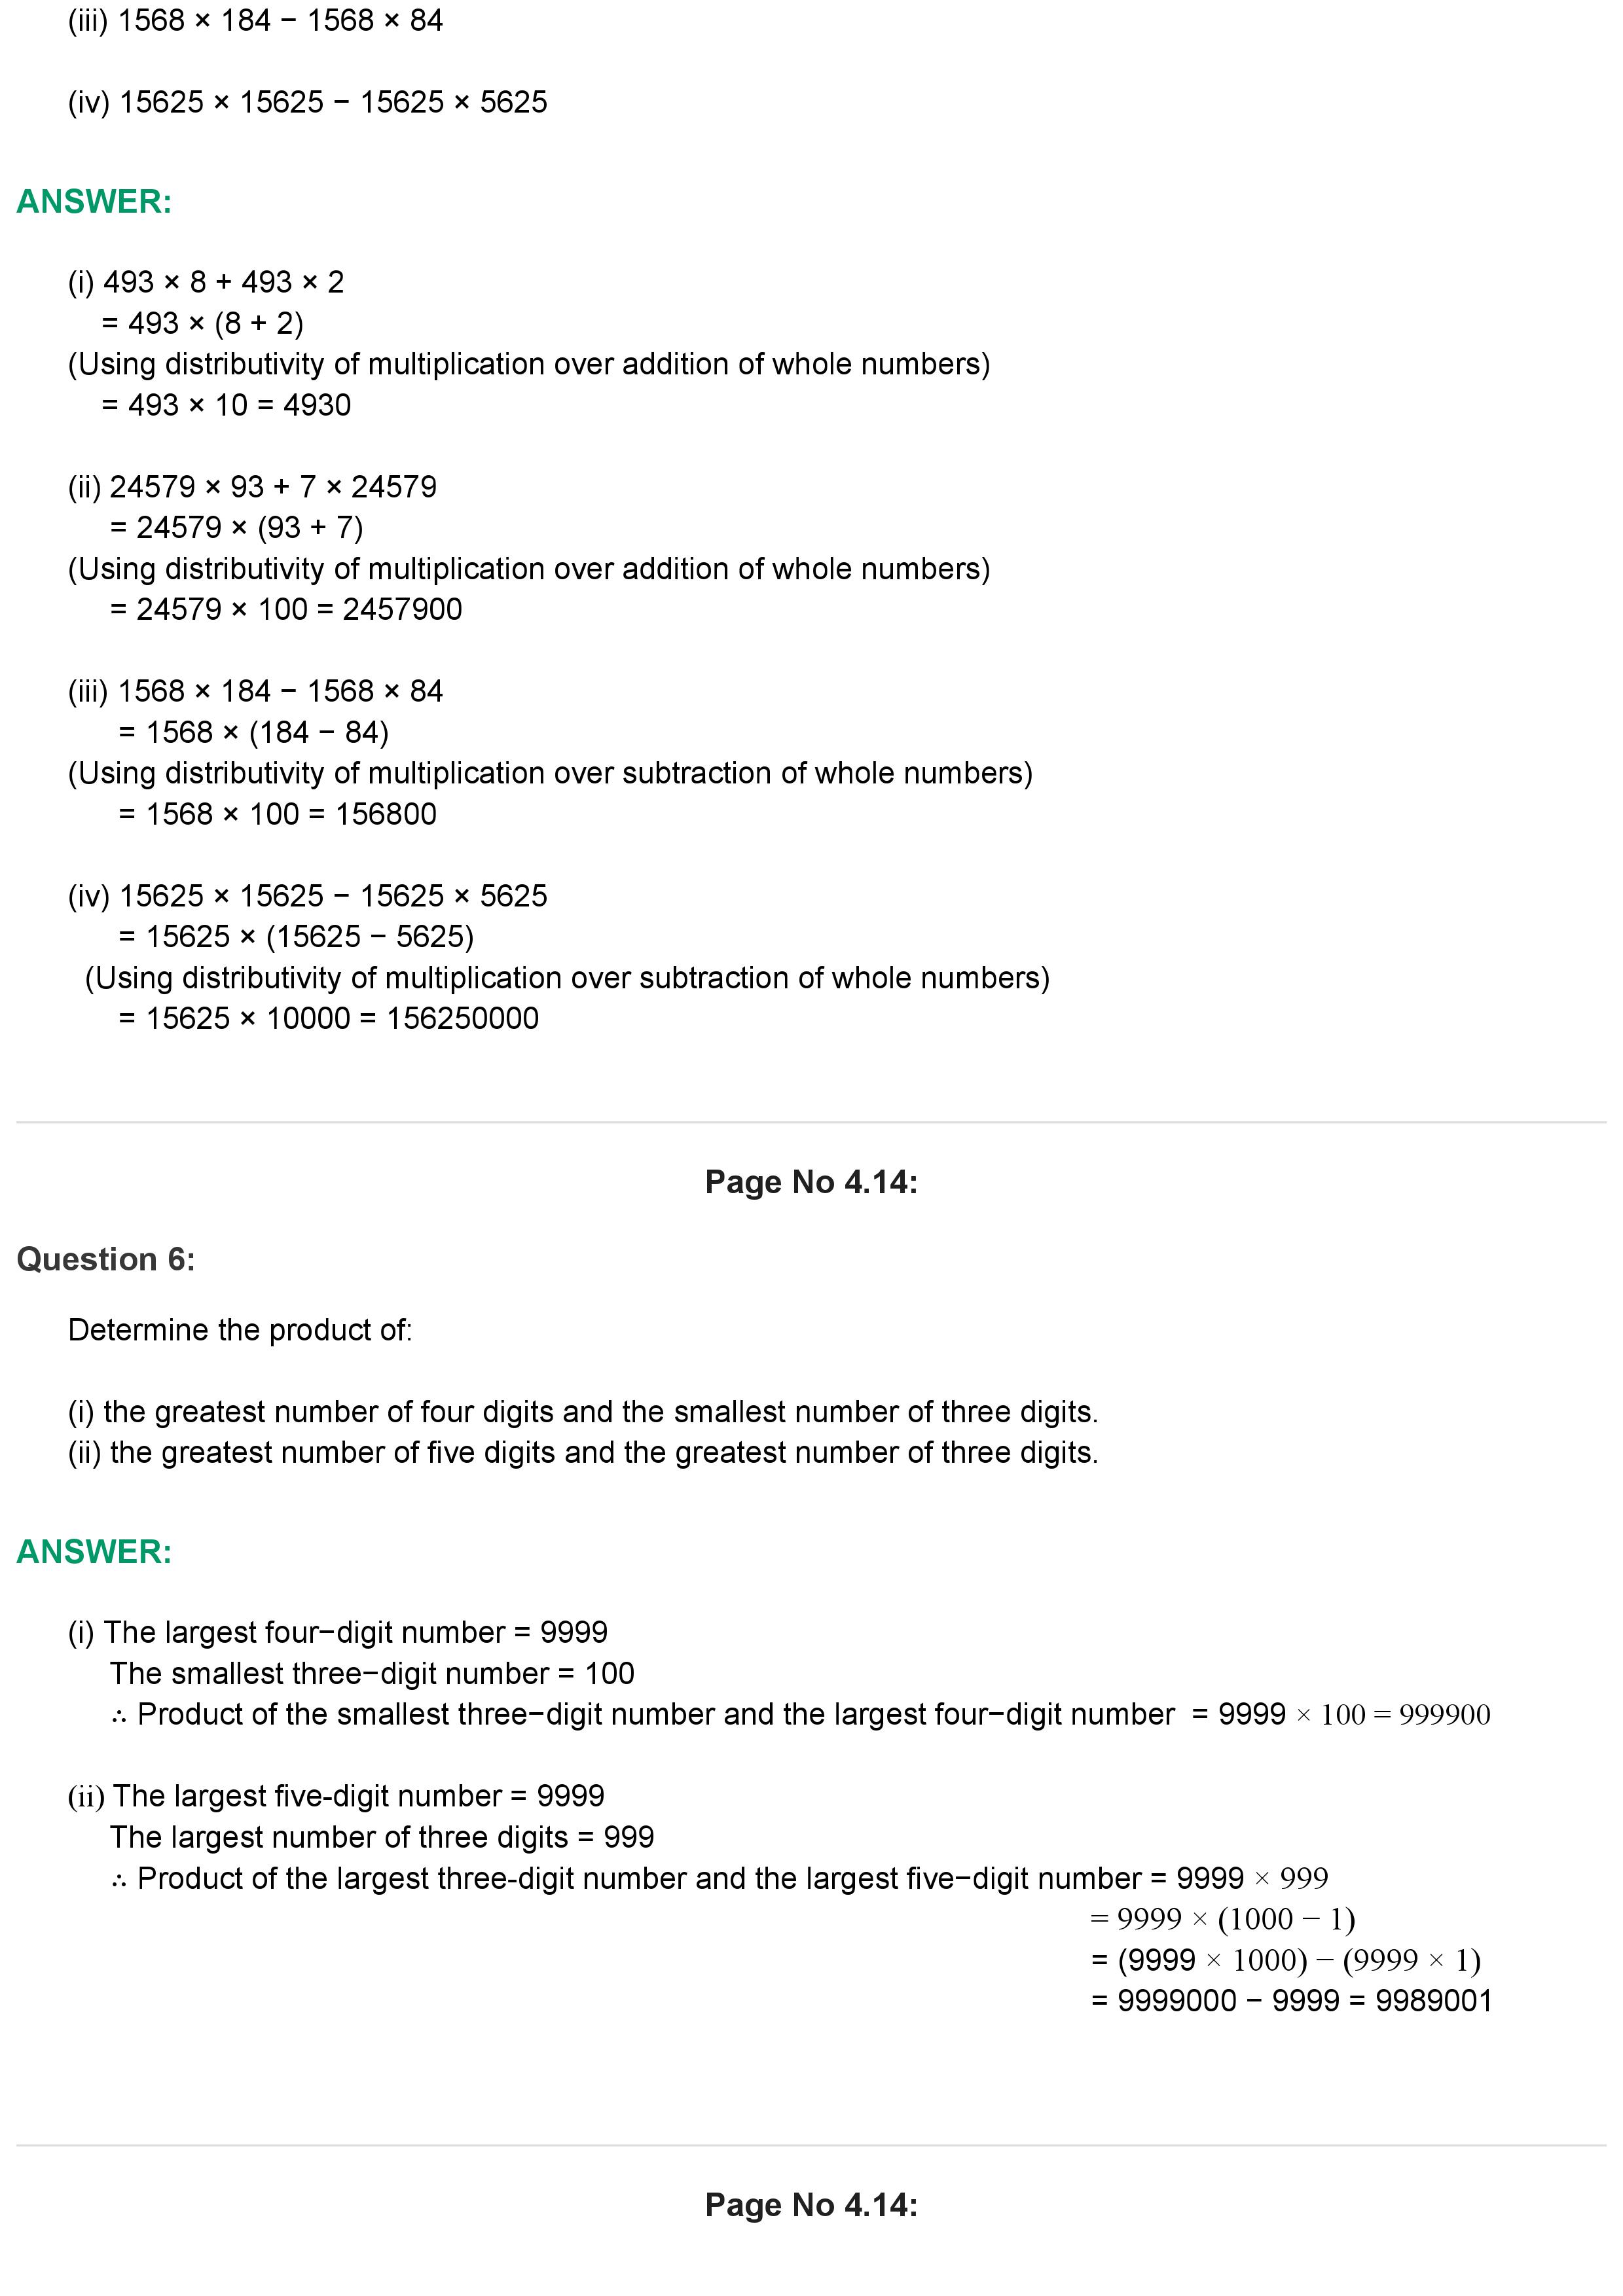 (iii) 1568 × 184 − 1568 × 84
(iv) 15625 × 15625 − 15625 × 5625
ANSWER:
(i) 493 × 8 + 493 × 2
= 493 × (8 + 2)
(Using distributivity of multiplication over addition of whole numbers)
= 493 × 10 = 4930
(ii) 24579 × 93 + 7 × 24579
= 24579 × (93 + 7)
(Using distributivity of multiplication over addition of whole numbers)
= 24579 × 100 = 2457900
(iii) 1568 × 184 − 1568 × 84
= 1568 × (184 − 84)
(Using distributivity of multiplication over subtraction of whole numbers)
= 1568 × 100 = 156800
(iv) 15625 × 15625 − 15625 × 5625
= 15625 × (15625 − 5625)
(Using distributivity of multiplication over subtraction of whole numbers)
= 15625 × 10000 = 156250000
Page No 4.14:
Question 6:
Determine the product of:
(i) the greatest number of four digits and the smallest number of three digits.
(ii) the greatest number of five digits and the greatest number of three digits.
ANSWER:
(i) The largest four−digit number = 9999
The smallest three−digit number = 100
∴ Product of the smallest three−digit number and the largest four−digit number = 9999 × 100 = 999900
(ii) The largest five-digit number = 9999
The largest number of three digits = 999
∴ Product of the largest three-digit number and the largest five−digit number = 9999 × 999
= 9999 × (1000 − 1)
= (9999 × 1000) − (9999 × 1)
= 9999000 − 9999 = 9989001
Page No 4.14: